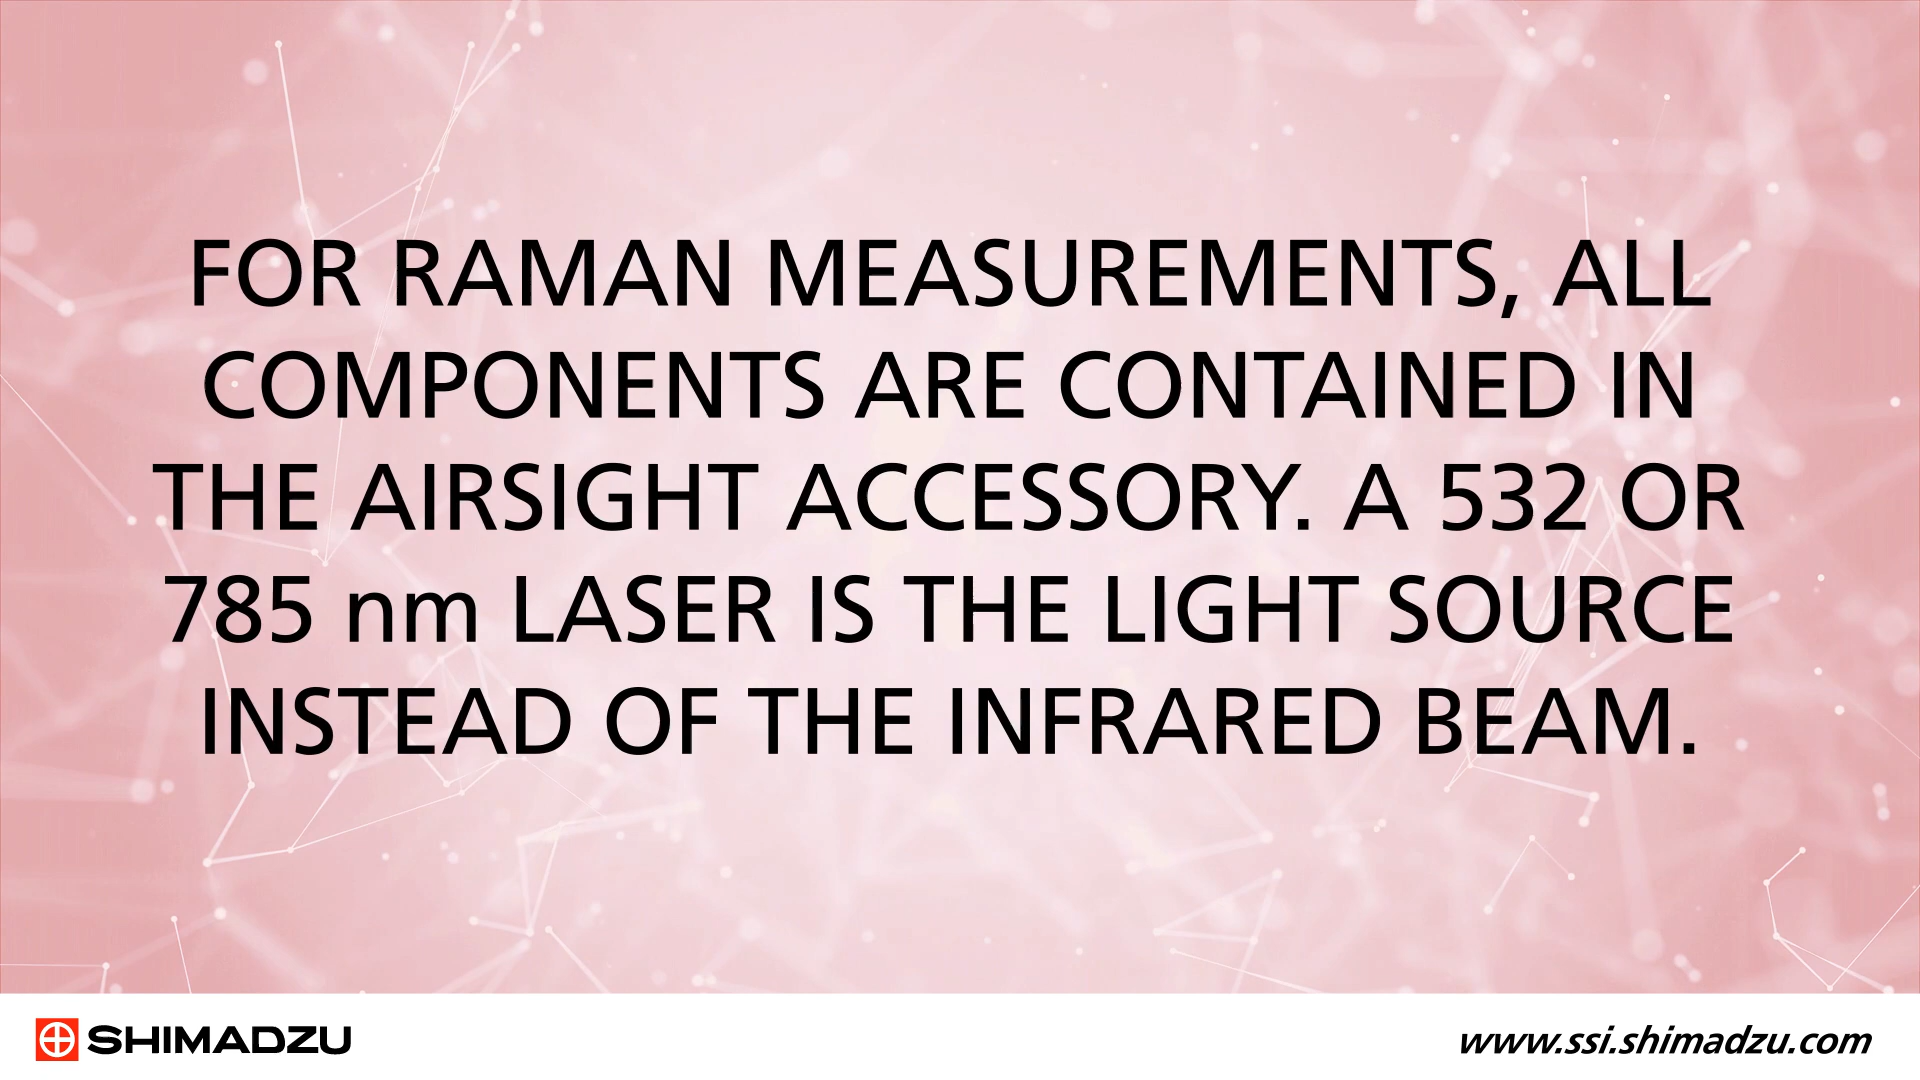 FOR RAMAN MEASUREMENTS, ALL
COMPONENTS ARE CONTAINED IN
THE AIRSIGHT ACCESSORY. A 532 OR
785 nm LASER IS THE LIGHT SOURCE
INSTEAD OF THE INFRARED BEAM.
SHIMADZU
www.ssi.shimadzu.com